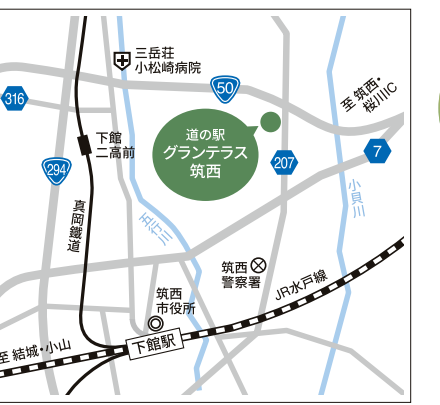 三岳荘
小松崎病院
50
至 筑西・
桜川IC
316
道の駅
グランテラス
筑西
下館
二高前
7
207
294
小貝川
真岡鐵道
五行川
筑西
警察署
JR水戸線
筑西
市役所
下館駅
至 結城・小山